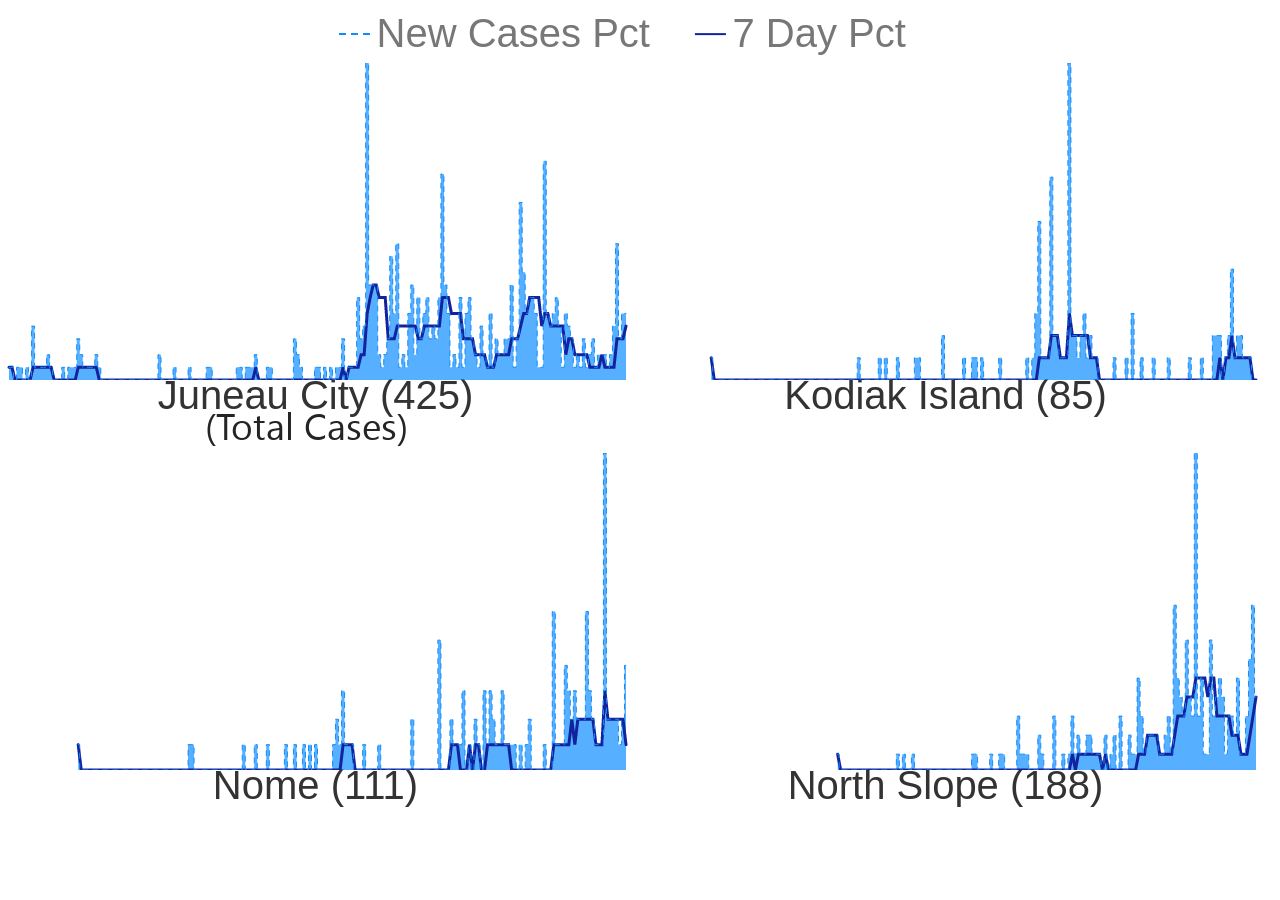 New Cases Pct 7 Day Pct
Juneau City (425) Kodiak Island (85)
(Total Cases)
Nome (111) North Slope (188)